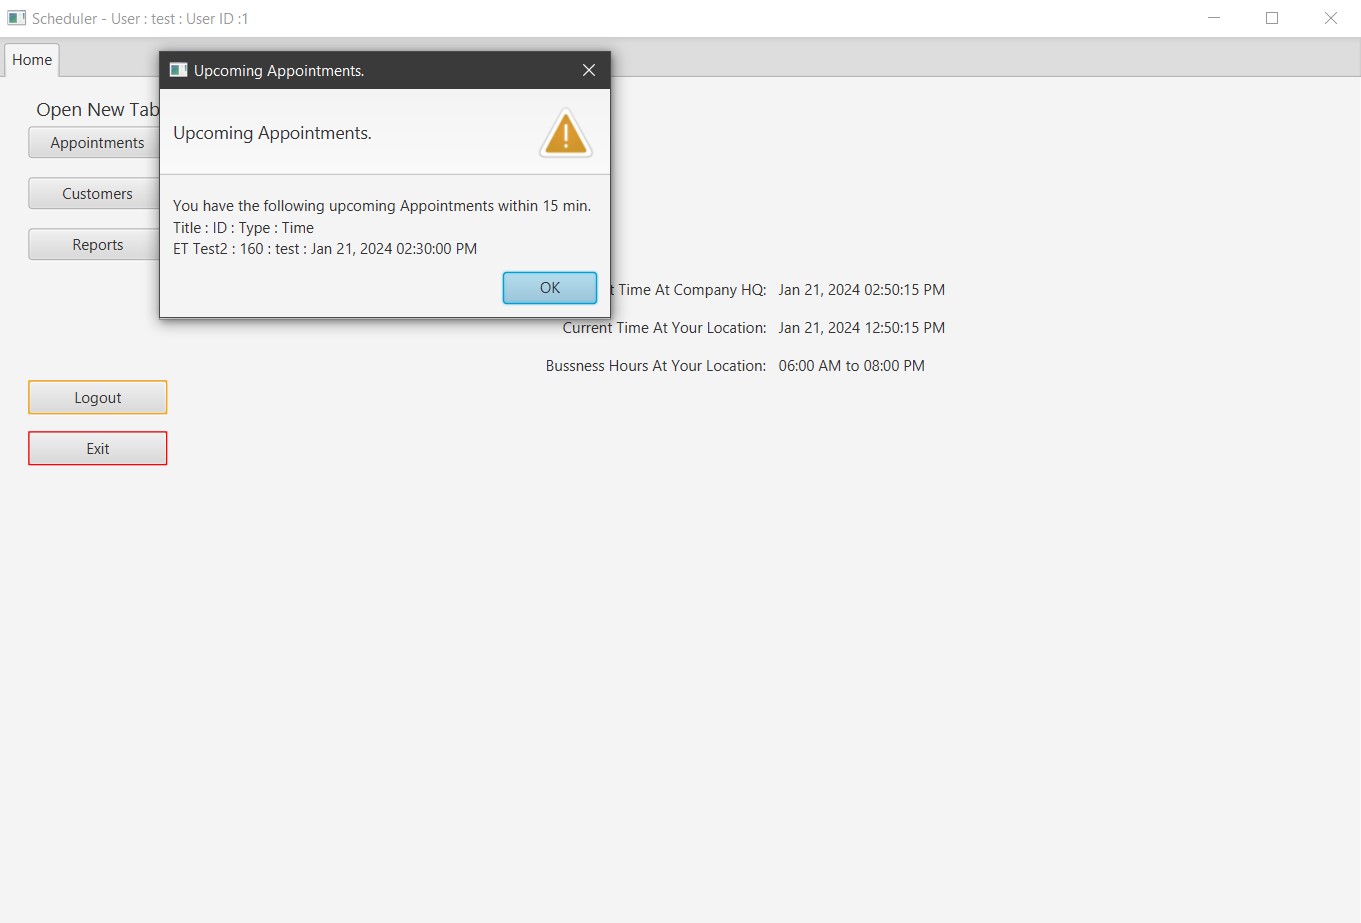 Scheduler - User : test : User ID :1
Home
Open New Tab
Appointments
Customers
Reports
Logout
Exit
Upcoming Appointments.
Upcoming Appointments.
You have the following upcoming Appointments within 15 min.
Title : ID : Type : Time
ET Test2 : 160 : test : Jan 21, 2024 02:30:00 PM
OK
Time At Company HQ: Jan 21, 2024 02:50:15 PM
Current Time At Your Location: Jan 21, 2024 12:50:15 PM
Bussness Hours At Your Location: 06:00 AM to 08:00 PM